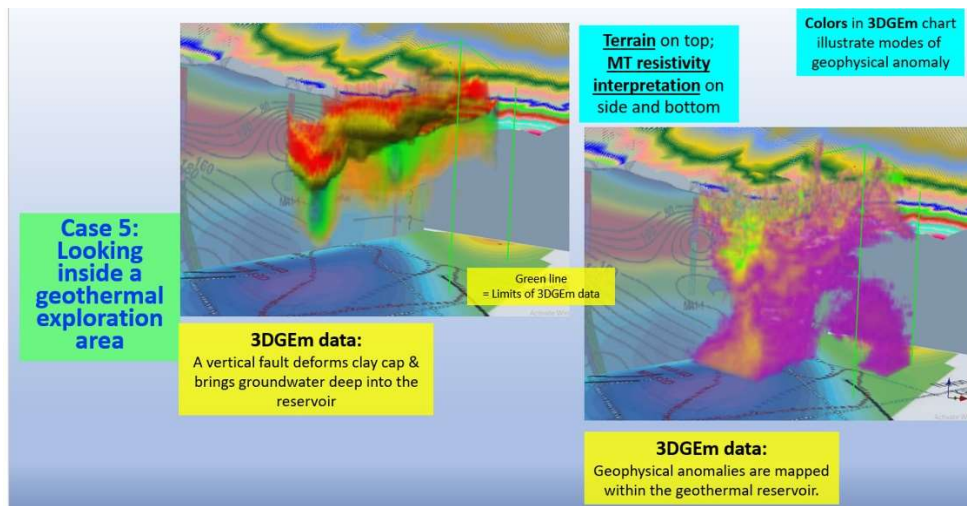 Terrain on top;
MT resistivity
interpretation on
side and bottom
Colors in 3DGEm chart
illustrate modes of
geophysical anomaly
Case 5:
Looking
inside a
geothermal
exploration
area
Green line
= Limits of 3DGEm data
3DGEm data:
A vertical fault deforms clay cap &
brings groundwater deep into the
reservoir
3DGEm data:
Geophysical anomalies are mapped
within the geothermal reservoir.